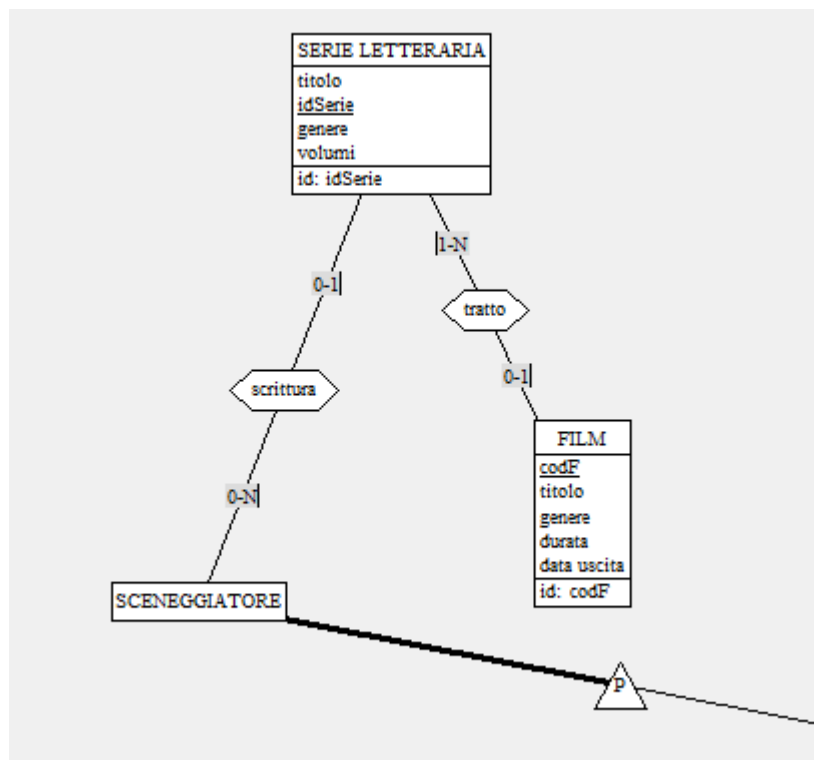 SERIE LETTERARIA
titolo
idSerie
genere
volumi
id: idSerie
1-N
0-1
tratto
scrittura
0-1
FILM
codF
titolo
genere
durata
data uscita
id: codF
0-N
SCENEGGIATORE
P